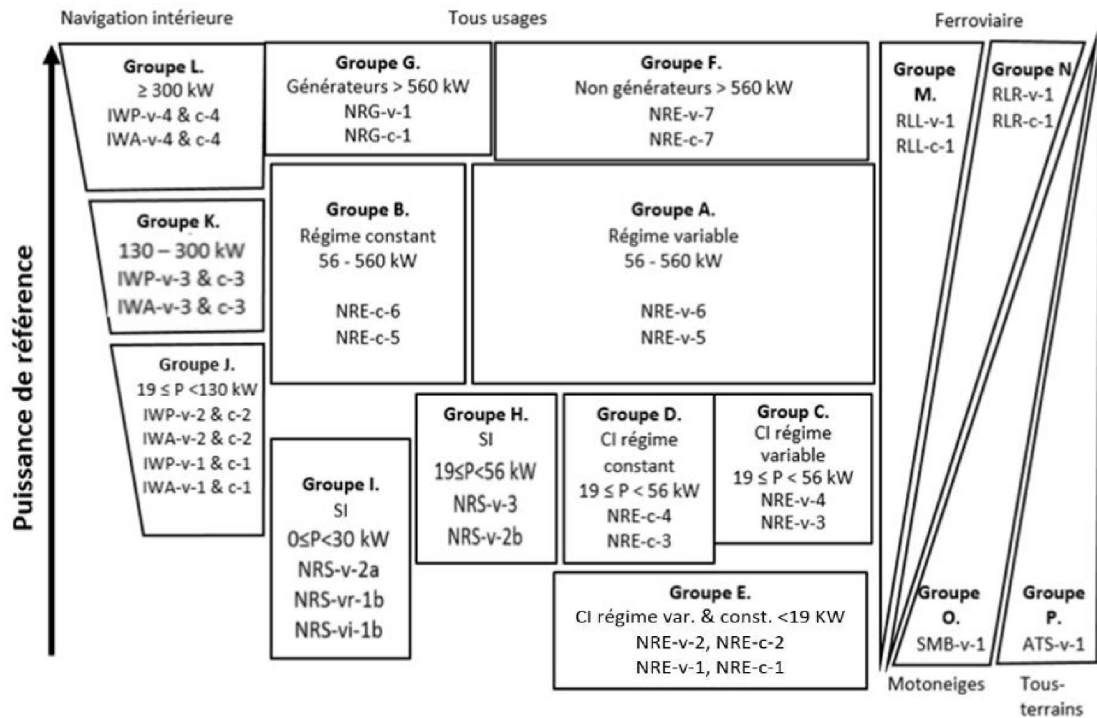 Navigation intérieure
Tous usages
Ferroviaire
Puissance de référence
Groupe L.
≥ 300 kW
IWP-v-4 & c-4
IWA-v-4 & c-4
Groupe G.
Générateurs > 560 kW
NRG-v-1
NRG-c-1
Groupe F.
Non générateurs > 560 kW
NRE-v-7
NRE-c-7
Groupe
M.
RLL-v-1
RLL-c-1
Groupe N.
RLR-v-1
RLR-c-1
Groupe K.
130 – 300 kW
IWP-v-3 & c-3
IWA-v-3 & c-3
Groupe B.
Régime constant
56 - 560 kW
NRE-c-6
NRE-c-5
Groupe A.
Régime variable
56 - 560 kW
NRE-v-6
NRE-v-5
Groupe J.
19 ≤ P <130 kW
IWP-v-2 & c-2
IWA-v-2 & c-2
IWP-v-1 & c-1
IWA-v-1 & c-1
Groupe I.
SI
0≤P<30 kW
NRS-v-2a
NRS-vr-1b
NRS-vi-1b
Groupe H.
SI
19≤P<56 kW
NRS-v-3
NRS-v-2b
Groupe D.
CI régime
constant
19 ≤ P < 56 kW
NRE-c-4
NRE-c-3
Groupe C.
CI régime
variable
19 ≤ P < 56 kW
NRE-v-4
NRE-v-3
Groupe E.
CI régime var. & const. <19 KW
NRE-v-2, NRE-c-2
NRE-v-1, NRE-c-1
Groupe
O.
SMB-v-1
Groupe
P.
ATS-v-1
Motoneiges
Tous-
terrains